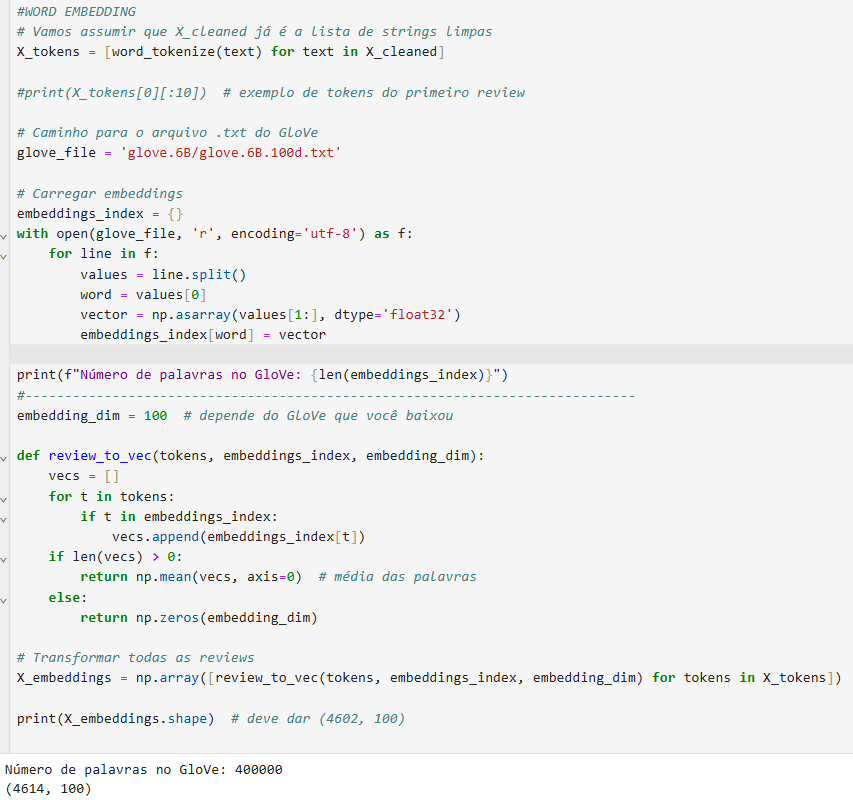 #WORD EMBEDDING
# Vamos assumir que X_cleaned já é a lista de strings limpas
X_tokens = [word_tokenize(text) for text in X_cleaned]
#print(X_tokens[0][:10])  # exemplo de tokens do primeiro review
# Caminho para o arquivo .txt do GloVe
glove_file = 'glove.6B/glove.6B.100d.txt'
# Carregar embeddings
embeddings_index = {}
with open(glove_file, 'r', encoding='utf-8') as f:
    for line in f:
        values = line.split()
        word = values[0]
        vector = np.asarray(values[1:], dtype='float32')
        embeddings_index[word] = vector
print(f"Número de palavras no GloVe: {len(embeddings_index)}")
#-----------------------------------------------------------------------------
embedding_dim = 100  # depende do GloVe que você baixou
def review_to_vec(tokens, embeddings_index, embedding_dim):
    vecs = []
    for t in tokens:
        if t in embeddings_index:
            vecs.append(embeddings_index[t])
    if len(vecs) > 0:
        return np.mean(vecs, axis=0)  # média das palavras
    else:
        return np.zeros(embedding_dim)
# Transformar todas as reviews
X_embeddings = np.array([review_to_vec(tokens, embeddings_index, embedding_dim) for tokens in X_tokens])
print(X_embeddings.shape)  # deve dar (4602, 100)
Número de palavras no GloVe: 400000
(4614, 100)